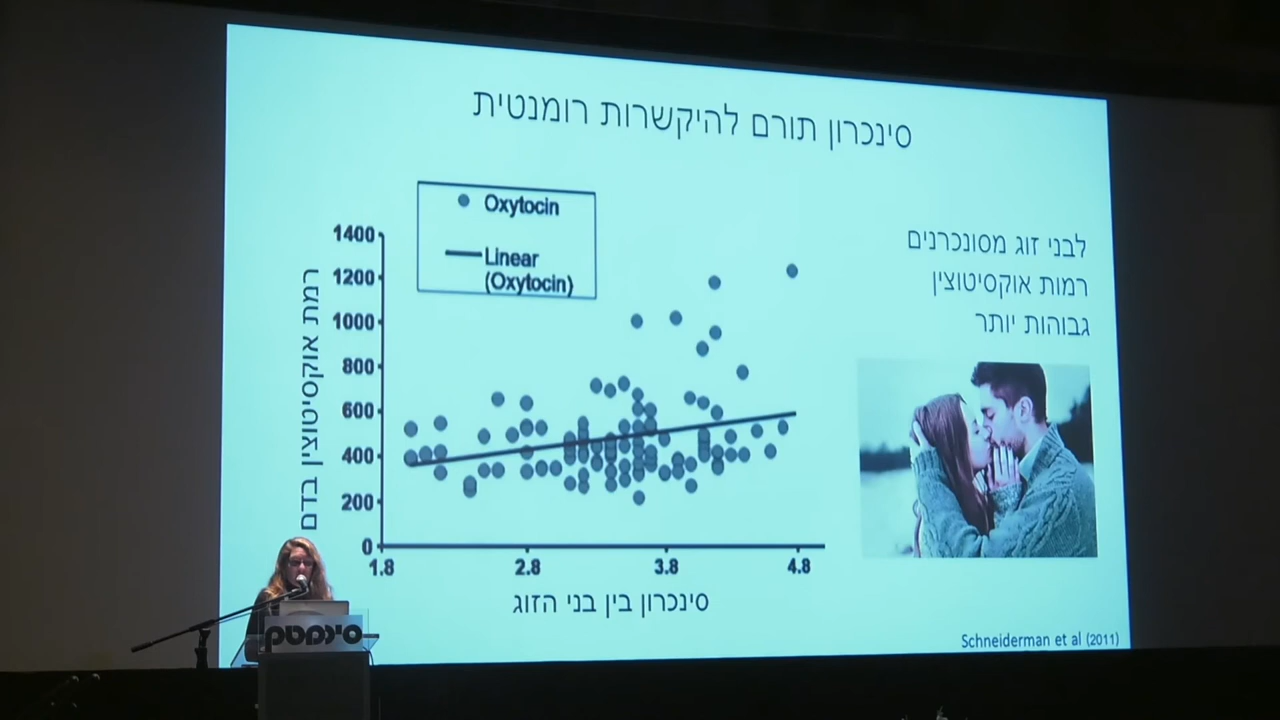 סינכרון תורם להיקשרות רומנטית
לבני זוג מסונכרנים
רמות אוקסיטוצין
גבוהות יותר
Oxytocin
Linear
(Oxytocin)
רמת אוקסיטוצין בדם
1400
1200
1000
800
600
400
200
0
1.8 2.8 3.8 4.8
סינכרון בין בני הזוג
Schneiderman et al (2011)
סינמטק